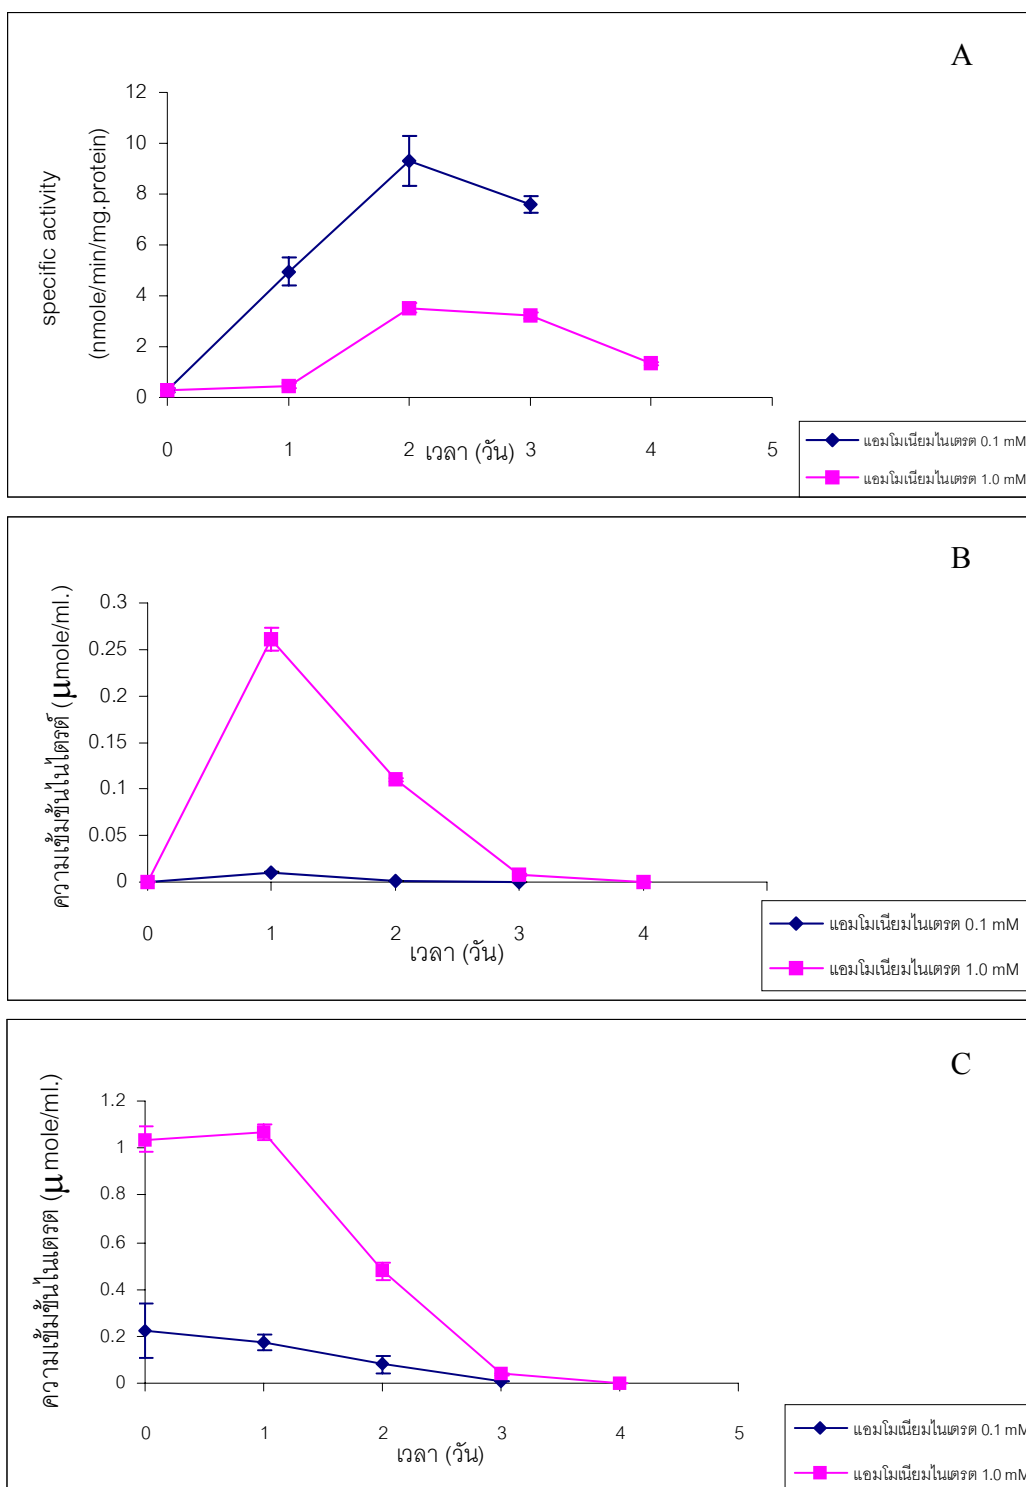 A
12
10
8
6
4
2
0
specific activity
(nmole/min/mg.protein)
0 1 2 3 4 5
เวลา (วัน)
แอมโมเนียมไนเตรต 0.1 mM
แอมโมเนียมไนเตรต 1.0 mM
B
0.3
0.25
0.2
0.15
0.1
0.05
0
ความเข้มข้นไนไตรต์ (μmole/ml.)
0 1 2 3 4
เวลา (วัน)
แอมโมเนียมไนเตรต 0.1 mM
แอมโมเนียมไนเตรต 1.0 mM
C
1.2
1
0.8
0.6
0.4
0.2
0
ความเข้มข้นไนเตรต (μ mole/ml.)
0 1 2 3 4 5
เวลา (วัน)
แอมโมเนียมไนเตรต 0.1 mM
แอมโมเนียมไนเตรต 1.0 mM